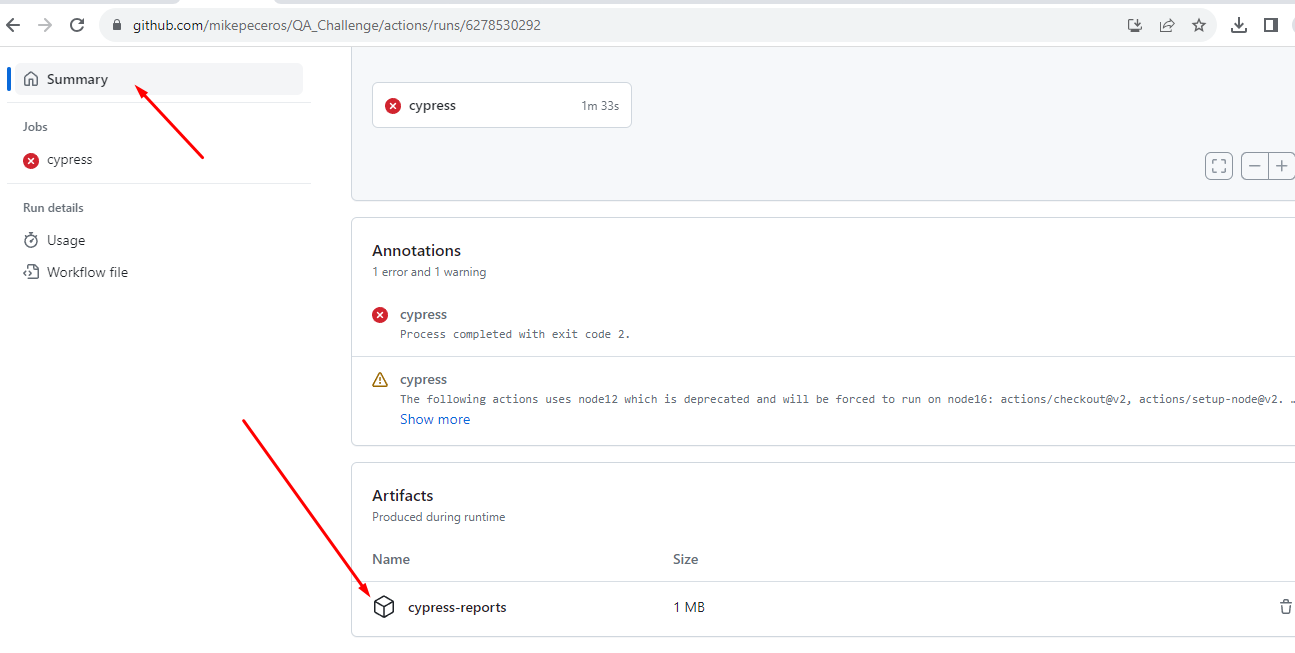 github.com/mikepeceros/QA_Challenge/actions/runs/6278530292
Summary
Jobs
cypress
Run details
Usage
Workflow file
cypress 1m 33s
Annotations
1 error and 1 warning
cypress
Process completed with exit code 2.
cypress
The following actions uses node12 which is deprecated and will be forced to run on node16: actions/checkout@v2, actions/setup-node@v2. …
Show more
Artifacts
Produced during runtime
Name Size
cypress-reports 1 MB